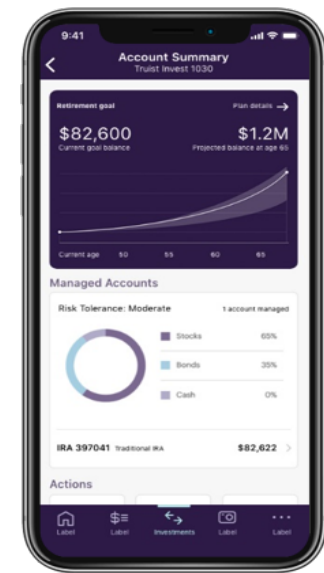 9:41
Account Summary
Truist Invest 1030
Retirement goal Plan details →
$82,600 $1.2M
Current goal balance Projected balance at age 65
Current age 50 55 60 65
Managed Accounts
Risk Tolerance: Moderate 1 account managed
Stocks 65%
Bonds 35%
Cash 0%
IRA 397041 Traditional IRA $82,622 >
Actions
Label Label Investments Label Label